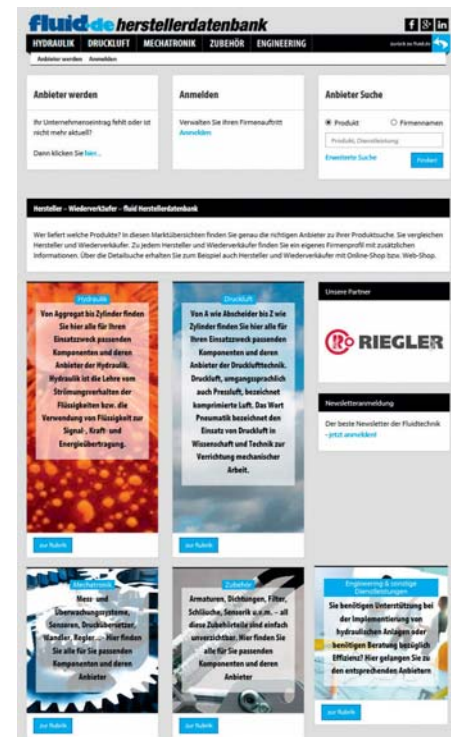 fluid.de herstellerdatenbank
HYDRAULIK DRUCKLUFT MECHATRONIK ZUBEHÖR ENGINEERING
zurück zu fluid.de
Anbieter werden Anmelden
Anbieter werden
Ihr Unternehmenseintrag fehlt oder ist
nicht mehr aktuell?
Dann klicken Sie hier...
Anmelden
Verwalten Sie Ihren Firmenauftritt
Anmelden
Anbieter Suche
Produkt Firmennamen
Produkt, Dienstleistung
Erweiterte Suche
Finden!
Hersteller – Wiederverkäufer – fluid Herstellerdatenbank
Wer liefert welche Produkte? In diesen Marktübersichten finden Sie genau die richtigen Anbieter zu Ihrer Produktsuche. Sie vergleichen
Hersteller und Wiederverkäufer. Zu jedem Hersteller und Wiederverkäufer finden Sie ein eigenes Firmenprofil mit zusätzlichen
Informationen. Über die Detailsuche erhalten Sie zum Beispiel auch Hersteller und Wiederverkäufer mit Online-Shop bzw. Web-Shop.
Hydraulik
Von Aggregat bis Zylinder finden
Sie hier alle für Ihren
Einsatzzweck passenden
Komponenten und deren
Anbieter der Hydraulik.
Hydraulik ist die Lehre vom
Strömungsverhalten der
Flüssigkeiten bzw. die
Verwendung von Flüssigkeit zur
Signal-, Kraft- und
Energieübertragung.
zur Rubrik
Druckluft
Von A wie Abscheider bis Z wie
Zylinder finden Sie hier alle für
Ihren Einsatzzweck passenden
Komponenten und deren
Anbieter der Drucklufttechnik.
Druckluft, umgangssprachlich
auch Pressluft, bezeichnet
komprimierte Luft. Das Wort
Pneumatik bezeichnet den
Einsatz von Druckluft in
Wissenschaft und Technik zur
Verrichtung mechanischer
Arbeit.
zur Rubrik
Unsere Partner
RIEGLER
Newsletteranmeldung
Der beste Newsletter der Fluidtechnik
- jetzt anmelden!
Mechatronik
Mess- und
Überwachungssysteme,
Sensoren, Druckübersetzer,
Wandler, Regler ... Hier finden
Sie alle für Sie passenden
Komponenten und deren
Anbieter
zur Rubrik
Zubehör
Armaturen, Dichtungen, Filter,
Schläuche, Sensorik u.v.m. – all
diese Zubehörteile sind einfach
unverzichtbar. Hier finden Sie
alle für Sie passenden
Komponenten und deren
Anbieter
zur Rubrik
Engineering & sonstige
Dienstleistungen
Sie benötigen Unterstützung bei
der Implementierung von
hydraulischen Anlagen oder
benötigen Beratung bezüglich
Effizienz? Hier gelangen Sie zu
den entsprechenden Anbietern
zur Rubrik